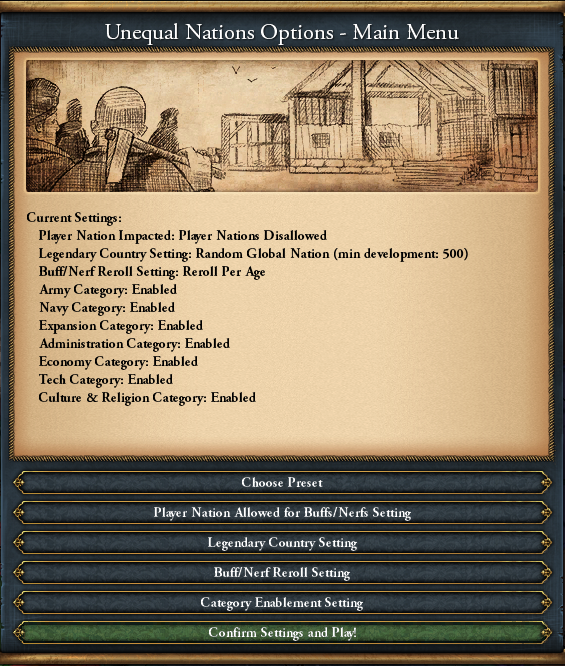 Unequal Nations Options - Main Menu
Current Settings:
Player Nation Impacted: Player Nations Disallowed
Legendary Country Setting: Random Global Nation (min development: 500)
Buff/Nerf Reroll Setting: Reroll Per Age
Army Category: Enabled
Navy Category: Enabled
Expansion Category: Enabled
Administration Category: Enabled
Economy Category: Enabled
Tech Category: Enabled
Culture & Religion Category: Enabled
Choose Preset
Player Nation Allowed for Buffs/Nerfs Setting
Legendary Country Setting
Buff/Nerf Reroll Setting
Category Enablement Setting
Confirm Settings and Play!